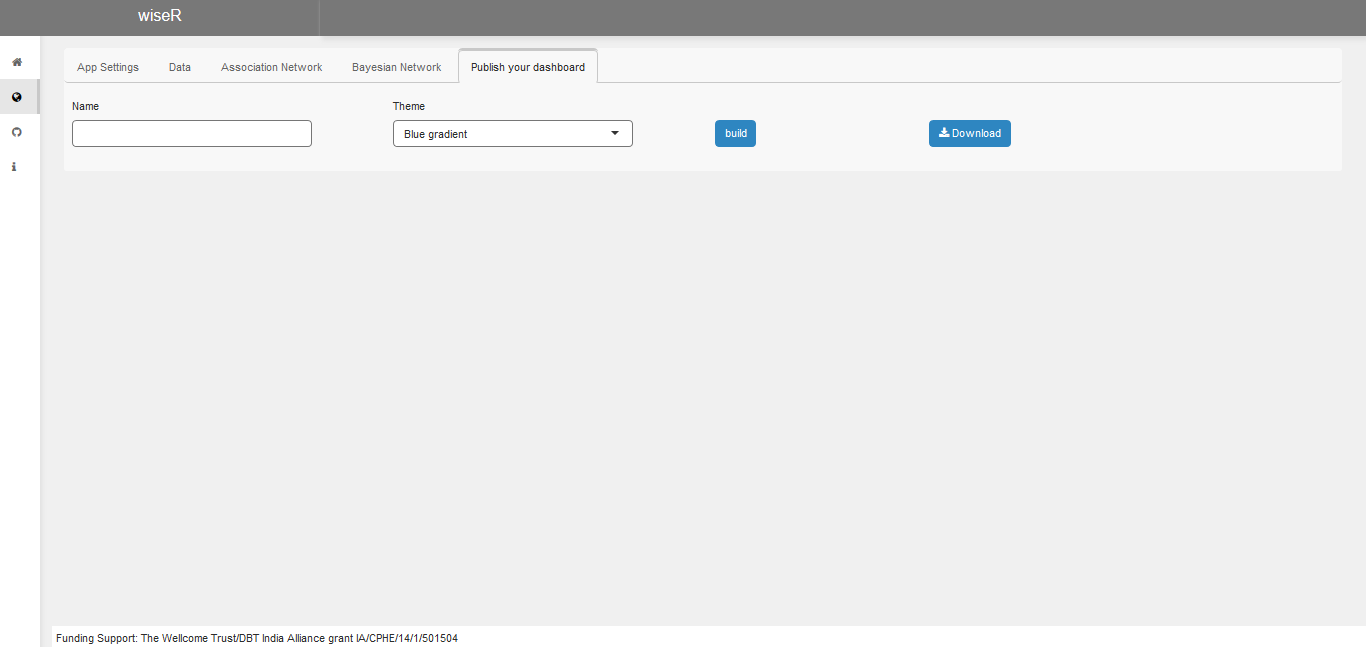 wiseR
App Settings Data Association Network Bayesian Network Publish your dashboard
Name Theme
Blue gradient build Download
Funding Support: The Wellcome Trust/DBT India Alliance grant IA/CPHE/14/1/501504